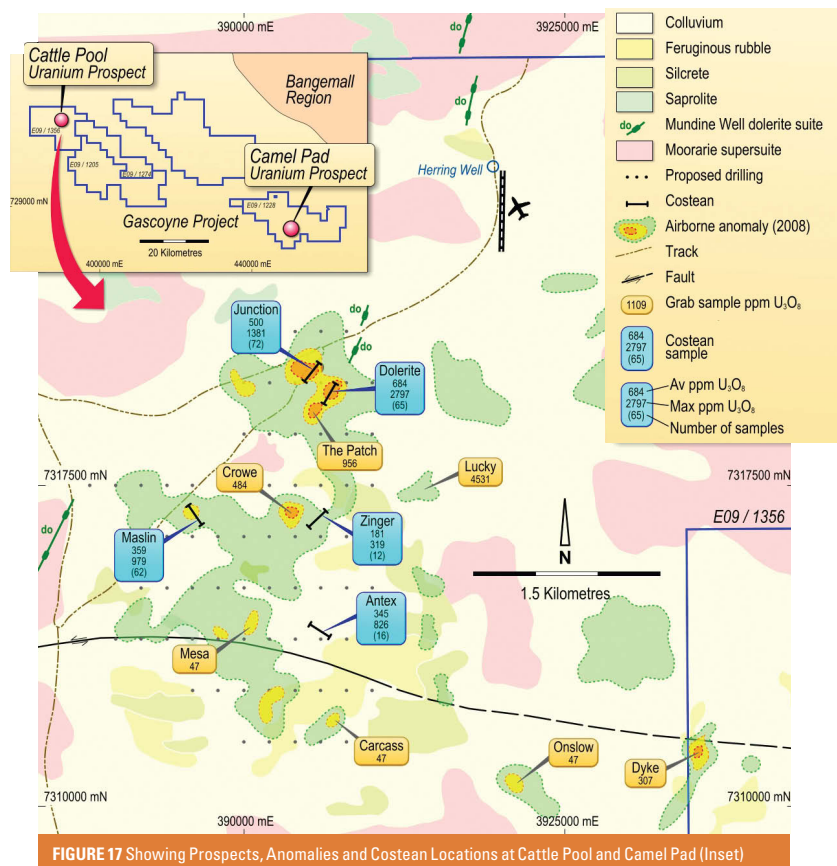 390000 mE
3925000 mE
Cattle Pool
Uranium Prospect
Bangemall
Region
E09 / 1356
E09 / 1205
E09 / 1274
Camel Pad
Uranium Prospect
729000 mN
E09 / 1228
Gascoyne Project
20 Kilometres
400000 mE
440000 mE
Colluvium
Feruginous rubble
Silcrete
Saprolite
do
Mundine Well dolerite suite
Moorarie supersuite
Proposed drilling
Costean
Airborne anomaly (2008)
Track
Fault
1109
Grab sample ppm U₃O₈
684
2797
(65)
Costean
sample
684
2797
(65)
Av ppm U₃O₈
Max ppm U₃O₈
Number of samples
do
do
Herring Well
Junction
500
1381
(72)
do
do
Dolerite
684
2797
(65)
The Patch
956
Crowe
484
Lucky
4531
7317500 mN
7317500 mN
do
Maslin
359
979
(62)
Zinger
181
319
(12)
N
1.5 Kilometres
E09 / 1356
Antex
345
826
(16)
Mesa
47
Carcass
47
Onslow
47
Dyke
307
7310000 mN
7310000 mN
390000 mE
3925000 mE
FIGURE 17 Showing Prospects, Anomalies and Costean Locations at Cattle Pool and Camel Pad (Inset)